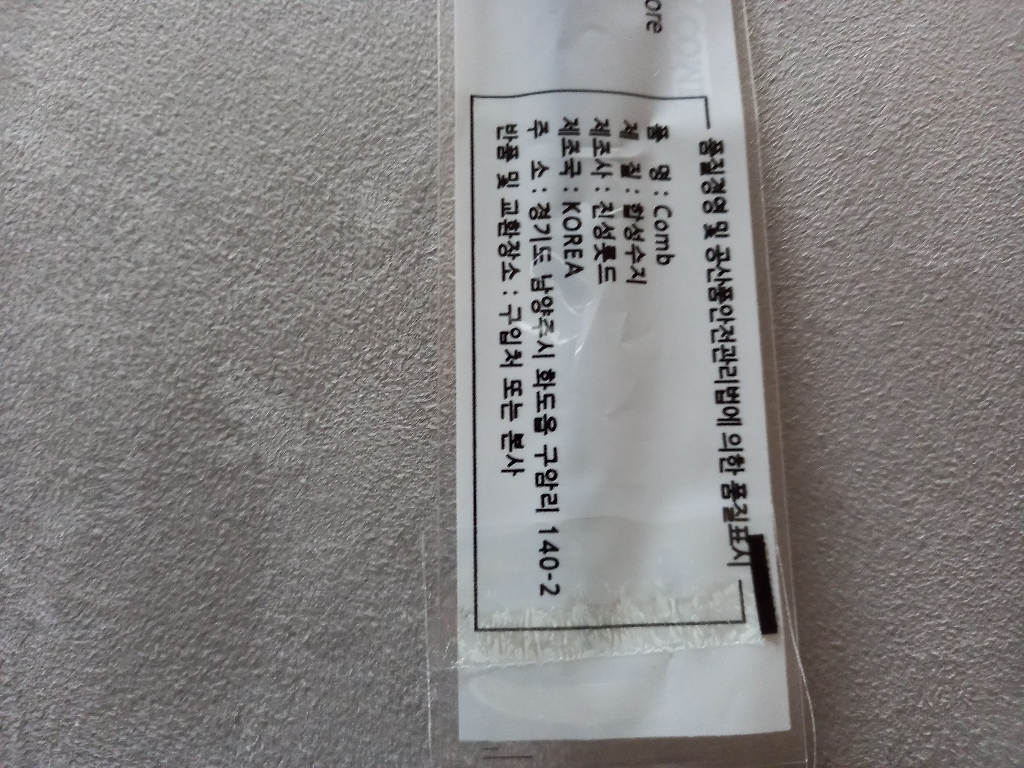 ore
품질경영 및 공산품안전관리법에 의한 품질표시
품 명 : Comb
재 질 : 합성수지
제조사 : 진성롯드
제조국 : KOREA
주 소 : 경기도 남양주시 화도읍 구암리 140-2
반품 및 교환장소 : 구입처 또는 본사